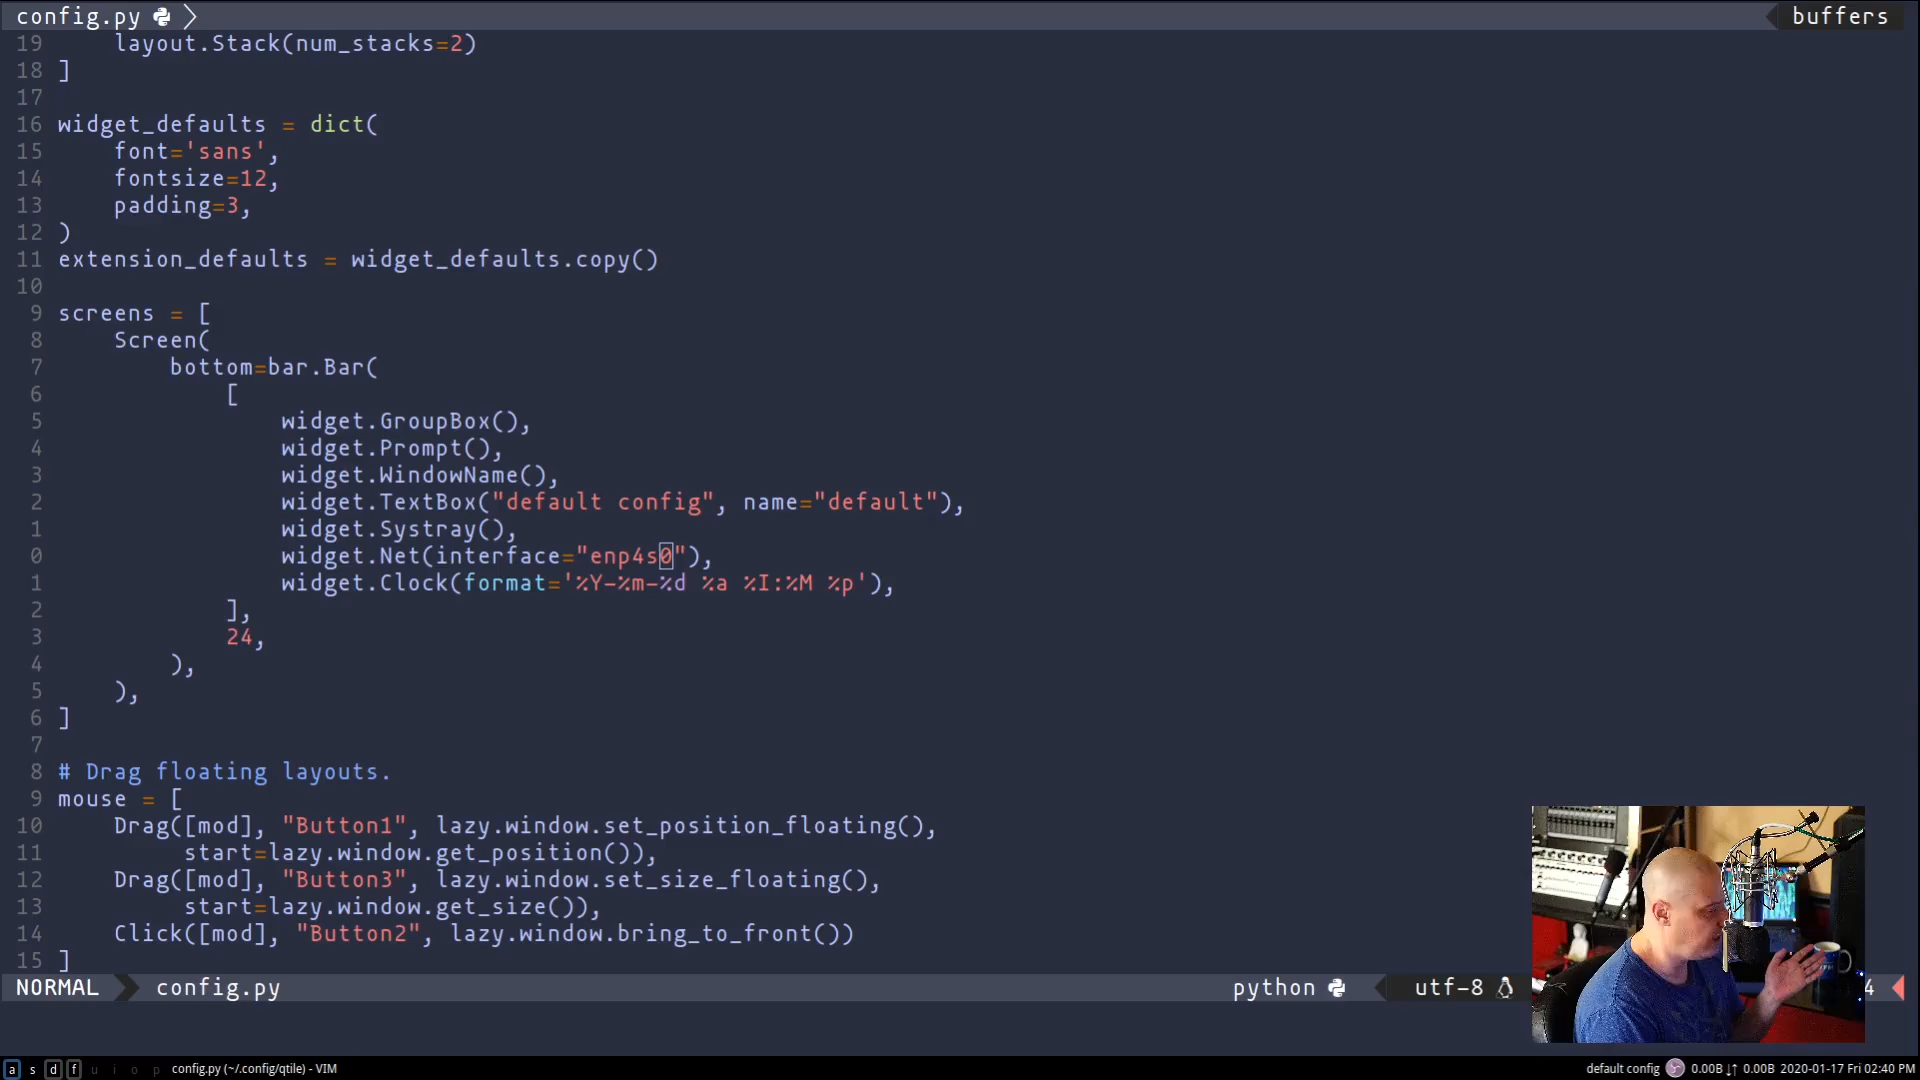 config.py
buffers
19 layout.Stack(num_stacks=2)
18 ]
17
16 widget_defaults = dict(
15 font='sans',
14 fontsize=12,
13 padding=3,
12 )
11 extension_defaults = widget_defaults.copy()
10
9 screens = [
8 Screen(
7 bottom=bar.Bar(
6 [
5 widget.GroupBox(),
4 widget.Prompt(),
3 widget.WindowName(),
2 widget.TextBox("default config", name="default"),
1 widget.Systray(),
0 widget.Net(interface="enp4s0"),
1 widget.Clock(format='%Y-%m-%d %a %I:%M %p'),
2 ],
3 24,
4 ),
5 ),
6 ]
7
8 # Drag floating layouts.
9 mouse = [
10 Drag([mod], "Button1", lazy.window.set_position_floating(),
11 start=lazy.window.get_position()),
12 Drag([mod], "Button3", lazy.window.set_size_floating(),
13 start=lazy.window.get_size()),
14 Click([mod], "Button2", lazy.window.bring_to_front())
15 ]
NORMAL config.py python utf-8 4
a s d f u i o p config.py (~/.config/qtile) - VIM default config 0.00B ↓↑ 0.00B 2020-01-17 Fri 02:40 PM